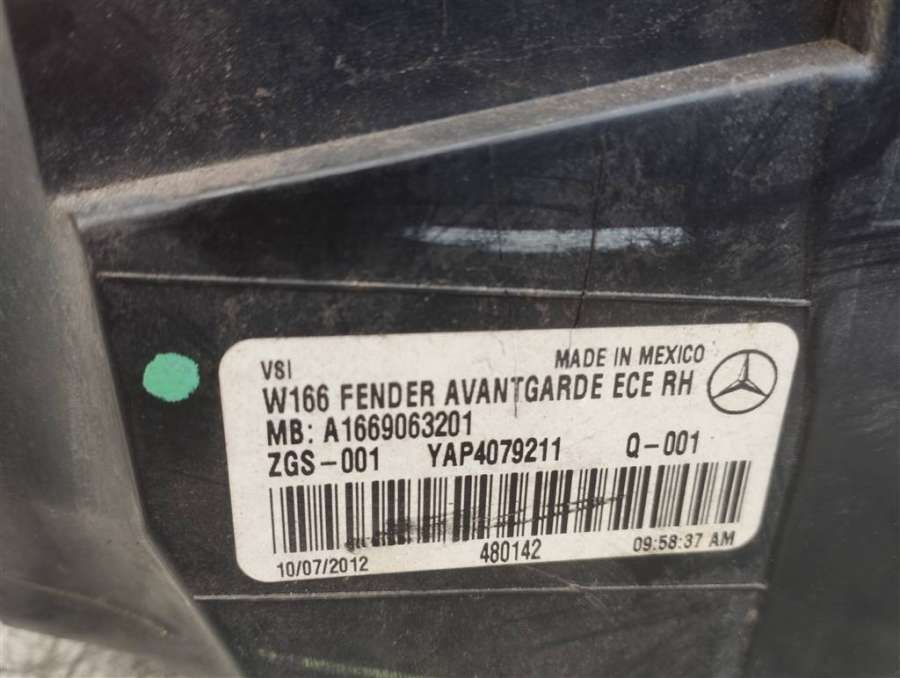 VSI MADE IN MEXICO
W166 FENDER AVANTGARDE ECE RH
MB: A1669063201
ZGS-001 YAP4079211 Q-001
10/07/2012 480142 09:58:37 AM